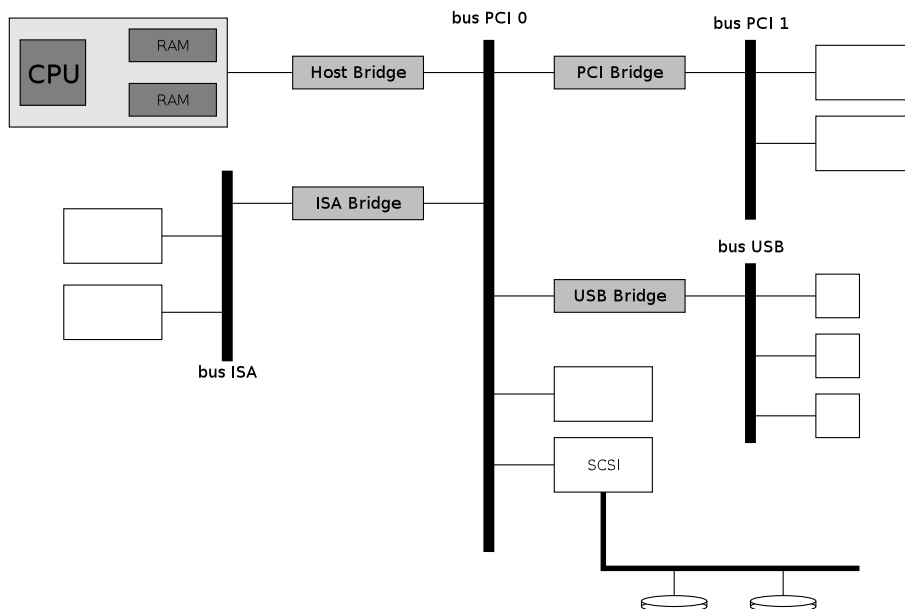 bus PCI 0
bus PCI 1
CPU
RAM
RAM
Host Bridge
PCI Bridge
ISA Bridge
bus USB
USB Bridge
bus ISA
SCSI